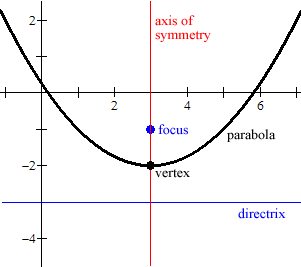 2
axis of
symmetry
2
4
6
focus
parabola
−2
vertex
directrix
−4